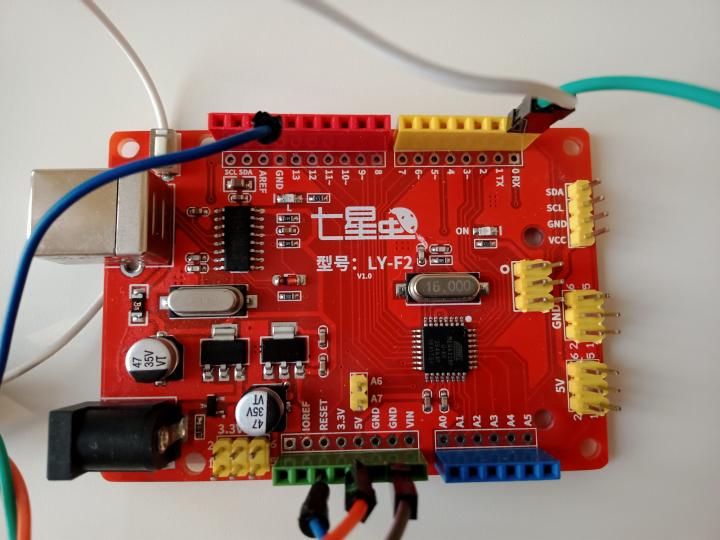 SCL SDA
AREF
GND
13
12
11~
10~
9~
8
7
6~
5~
4
3~
2
1 TX
0 RX
L
ON
SDA
SCL
GND
VCC
七星虫
型号：LY-F2
V1.0
16.000
GND
5V
47
35V
VT
47
35V
VT
A6
A7
3.3V
IOREF
RESET
3.3V
5V
GND
GND
VIN
A0
A1
A2
A3
A4
A5